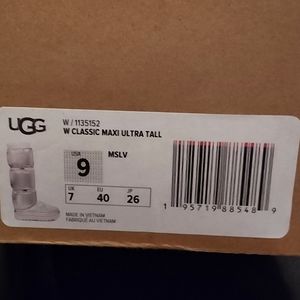 UGG
W / 1135152
W CLASSIC MAXI ULTRA TALL
USA
9
MSLV
UK EU JP
7 40 26
MADE IN VIETNAM
FABRIQUÉ AU VIETNAM
1 95719 88548 9